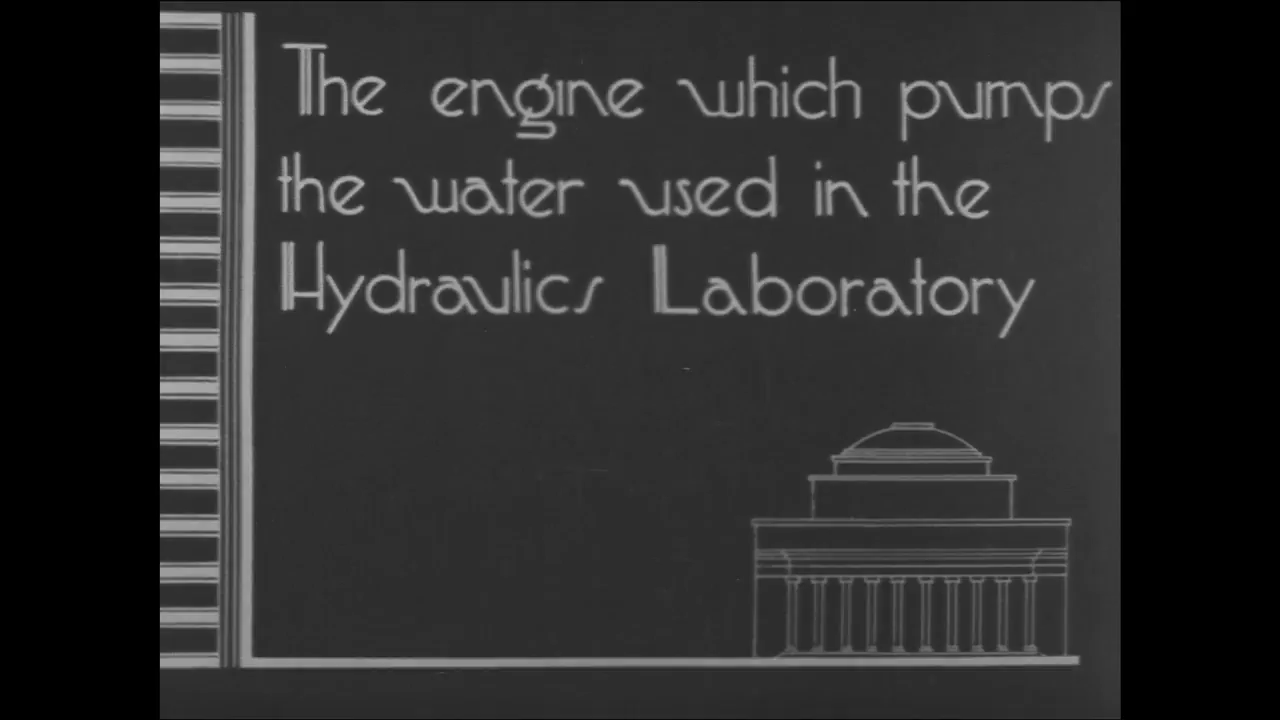 The engine which pumps
the water used in the
Hydraulics Laboratory